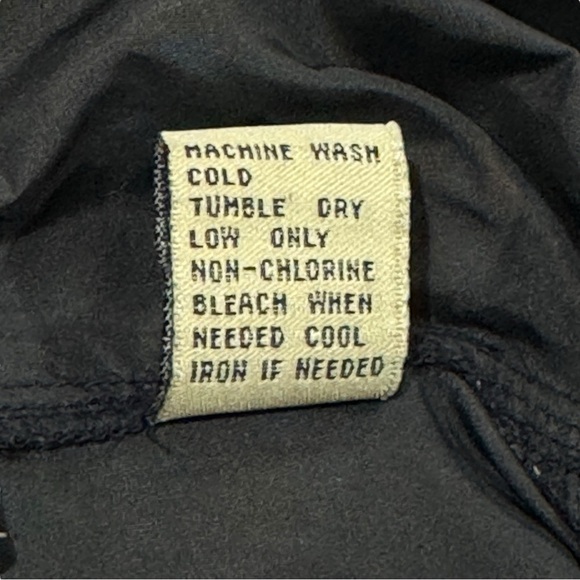 MACHINE WASH
COLD
TUMBLE DRY
LOW ONLY
NON-CHLORINE
BLEACH WHEN
NEEDED COOL
IRON IF NEEDED